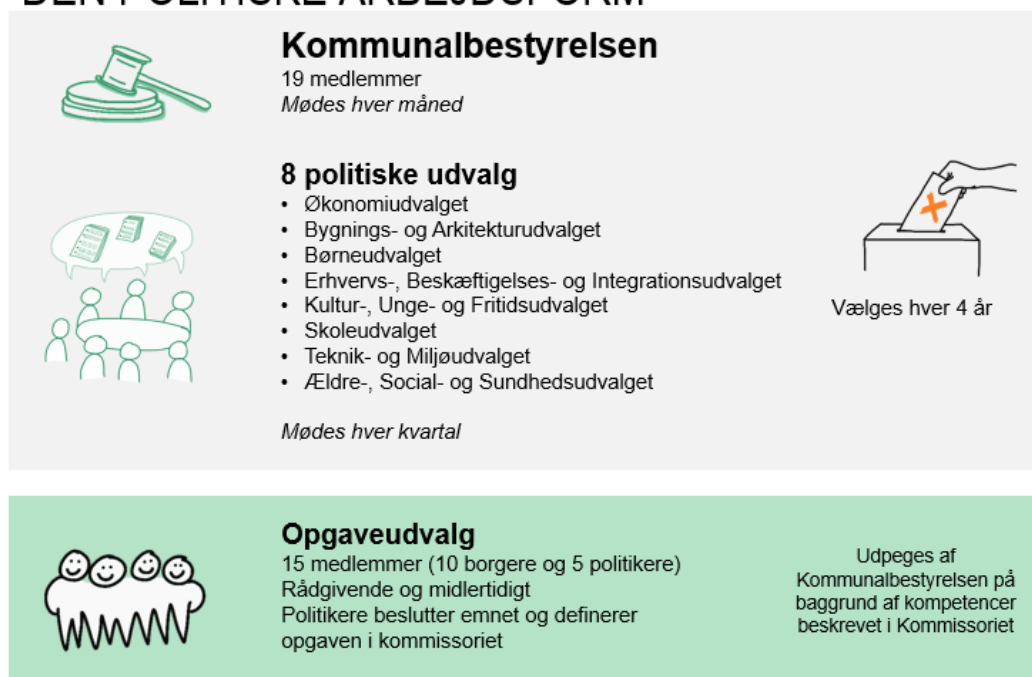 DEN POLITISKE ARBEJDSFORM
Kommunalbestyrelsen
19 medlemmer
Mødes hver måned
8 politiske udvalg
• Økonomiudvalget
• Bygnings- og Arkitekturudvalget
• Børneudvalget
• Erhvervs-, Beskæftigelses- og Integrationsudvalget
• Kultur-, Unge- og Fritidsudvalget
• Skoleudvalget
• Teknik- og Miljøudvalget
• Ældre-, Social- og Sundhedsudvalget
Mødes hver kvartal
Vælges hver 4 år
Opgaveudvalg
15 medlemmer (10 borgere og 5 politikere)
Rådgivende og midlertidigt
Politikere beslutter emnet og definerer
opgaven i kommissoriet
Udpeges af
Kommunalbestyrelsen på
baggrund af kompetencer
beskrevet i Kommissoriet